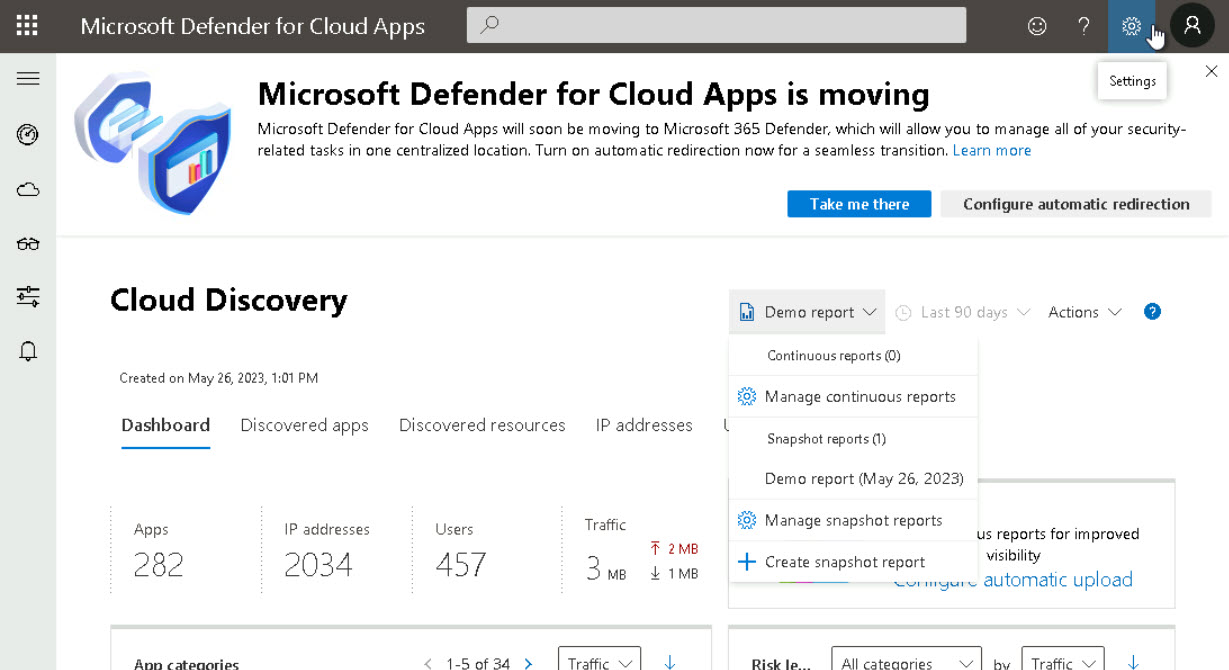 Microsoft Defender for Cloud Apps
?
Settings
Microsoft Defender for Cloud Apps is moving
Microsoft Defender for Cloud Apps will soon be moving to Microsoft 365 Defender, which will allow you to manage all of your security-
related tasks in one centralized location. Turn on automatic redirection now for a seamless transition. Learn more
Take me there
Configure automatic redirection
Cloud Discovery
Demo report
Last 90 days
Actions
?
Continuous reports (0)
Created on May 26, 2023, 1:01 PM
Manage continuous reports
Dashboard
Discovered apps
Discovered resources
IP addresses
Snapshot reports (1)
Demo report (May 26, 2023)
Manage snapshot reports
Create snapshot report
Apps
282
IP addresses
2034
Users
457
Traffic
3 MB
2 MB
1 MB
us reports for improved
visibility
Configure automatic upload
App categories
1-5 of 34
Traffic
Risk le...
All categories
by
Traffic